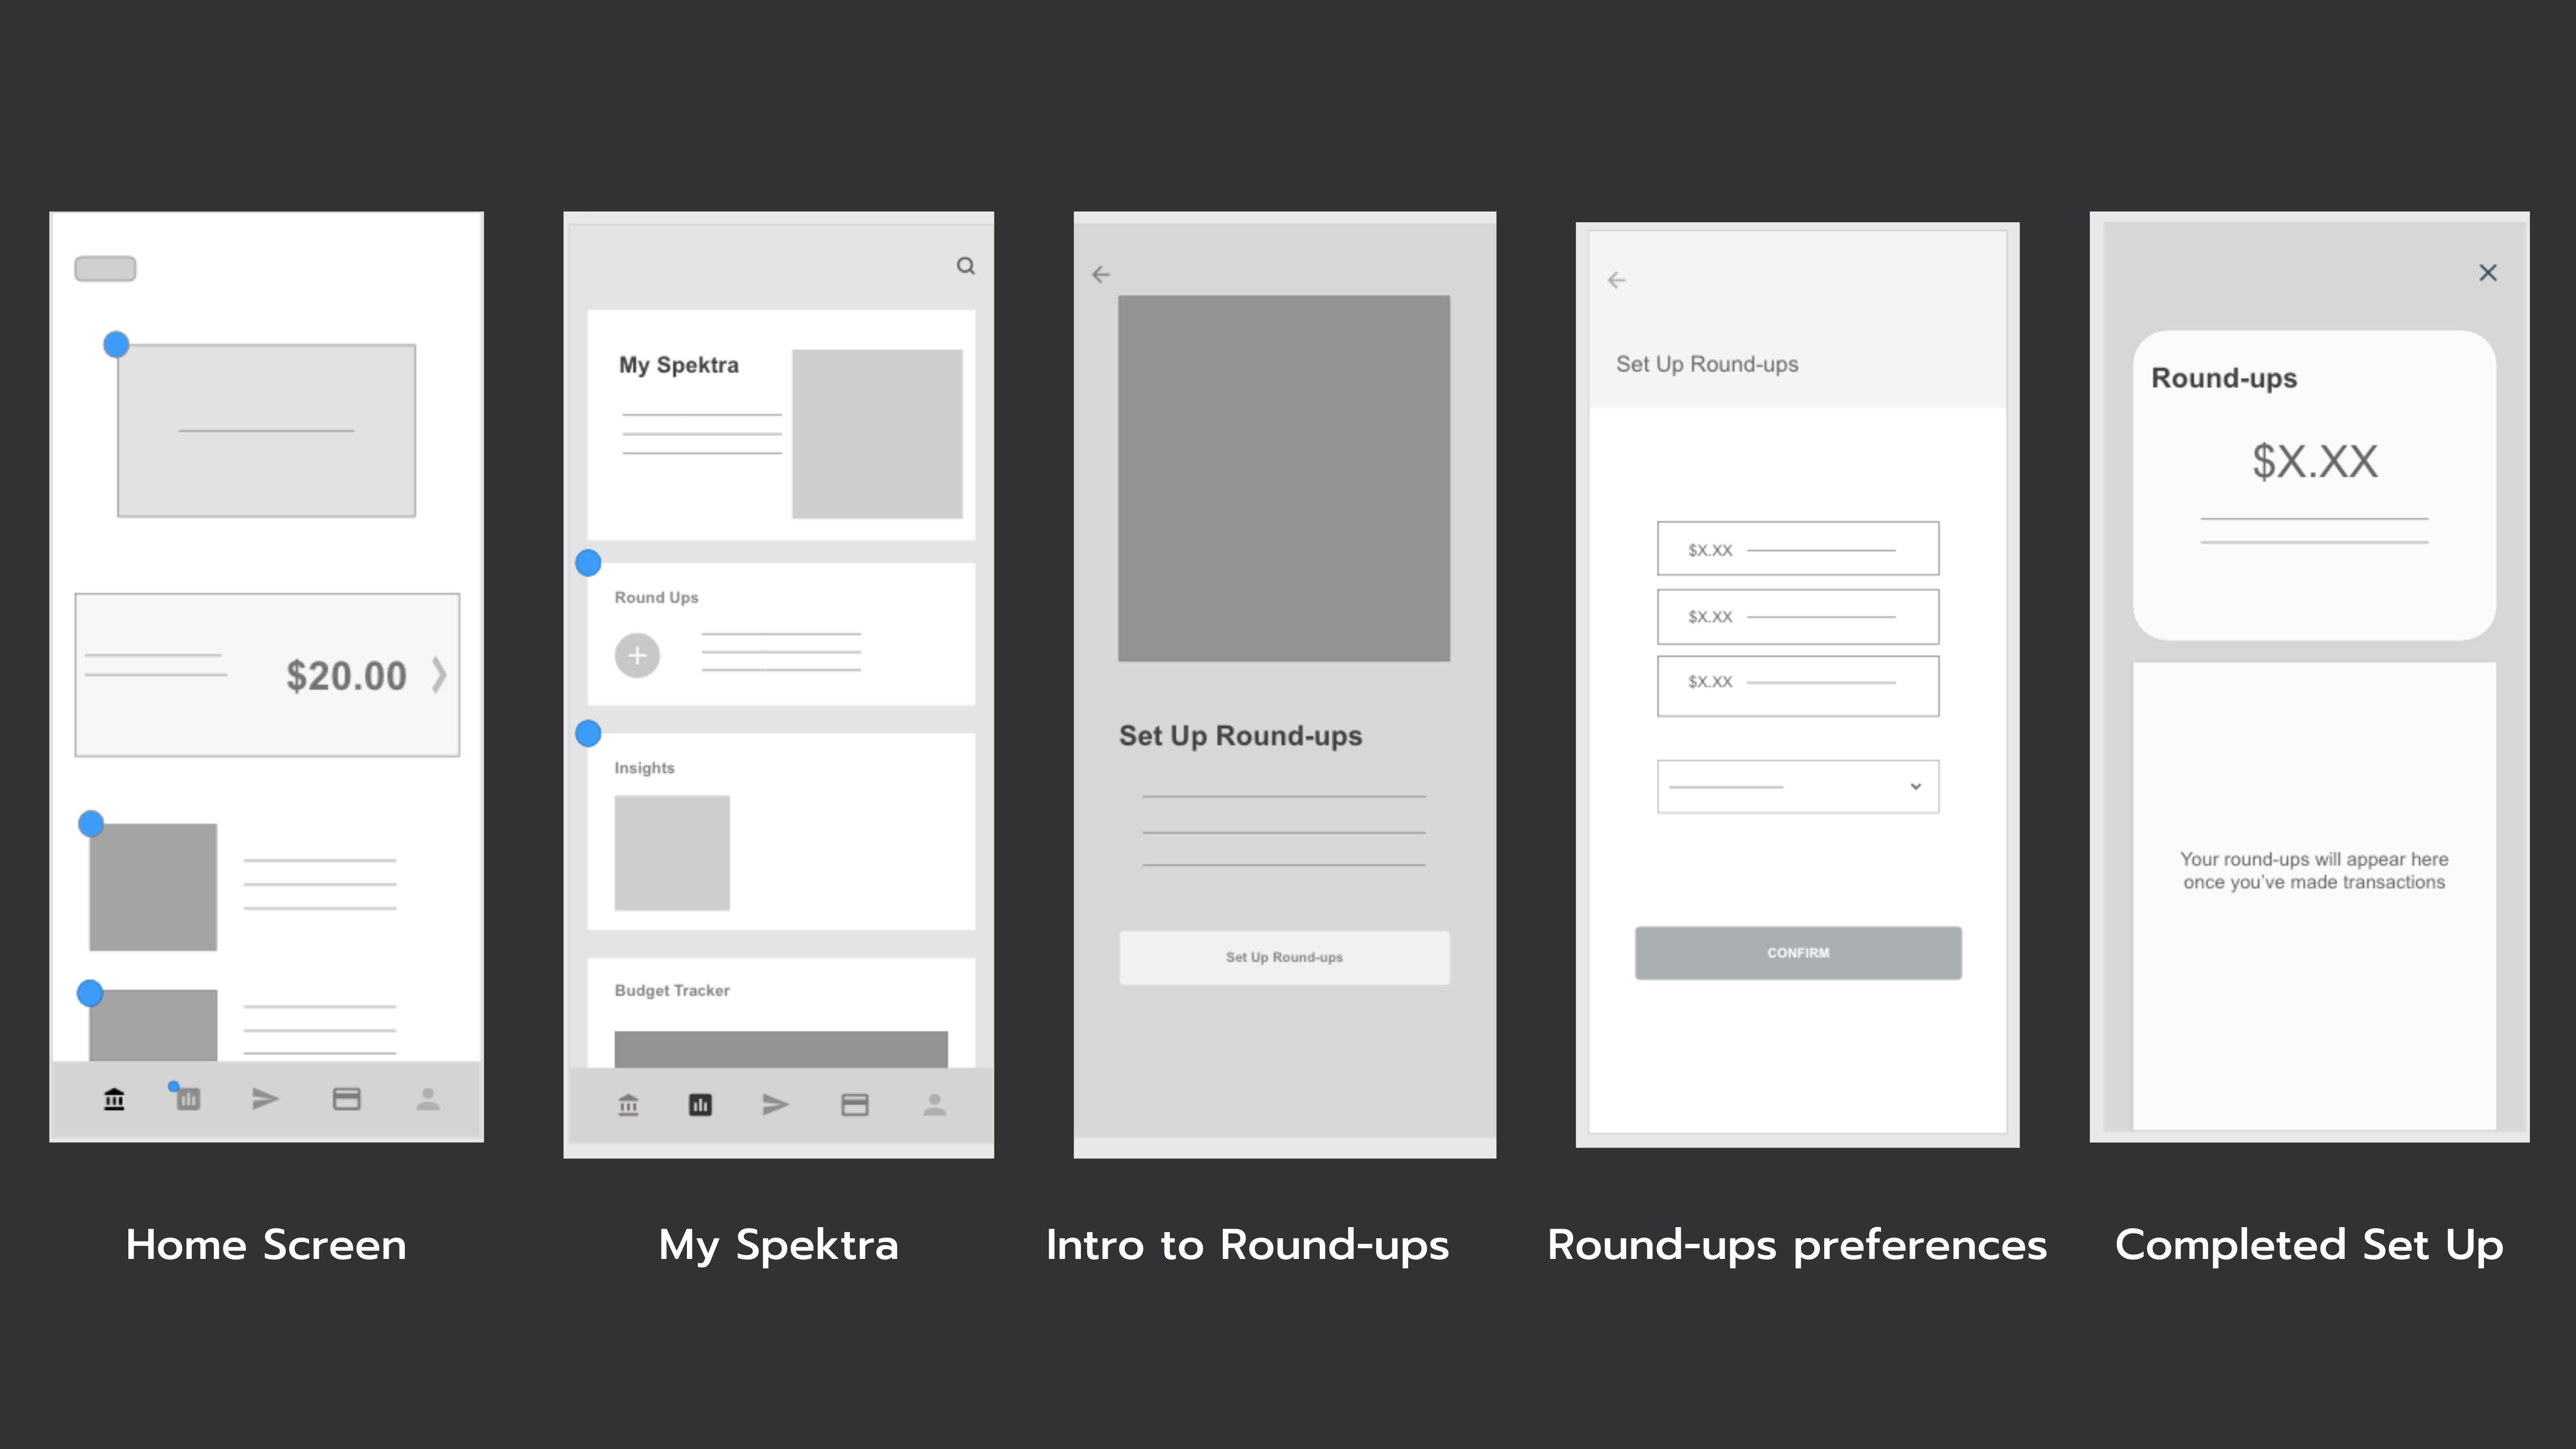 $20.00
Home Screen
My Spektra
Round Ups
Insights
Budget Tracker
My Spektra
Set Up Round-ups
Set Up Round-ups
Intro to Round-ups
Set Up Round-ups
$X.XX
$X.XX
$X.XX
CONFIRM
Round-ups preferences
Round-ups
$X.XX
Your round-ups will appear here
once you've made transactions
Completed Set Up